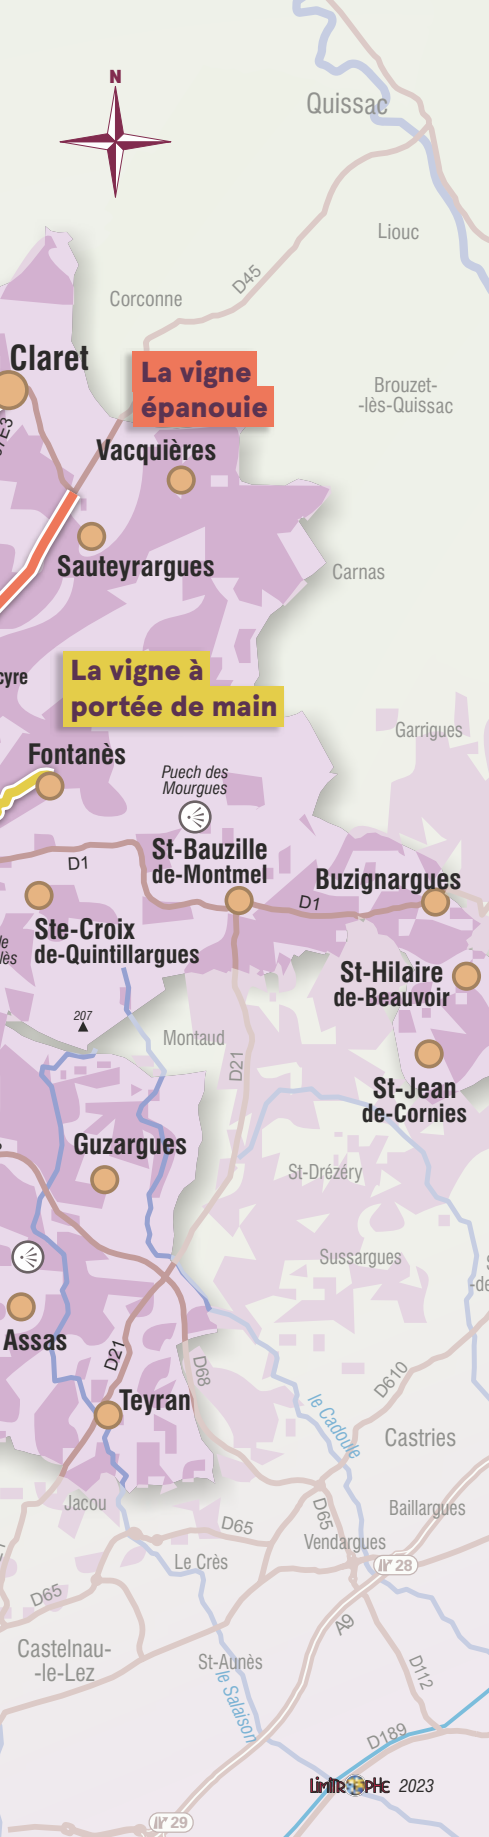 N
Quissac
Liouc
D45
Corconne
Claret
La vigne
épanouie
Brouzet-
-lès-Quissac
Vacquières
Sauteyrargues
Carnas
La vigne à
portée de main
Garrigues
Fontanès
Puech des
Mourgues
D1
St-Bauzille
de-Montmel
Buzignargues
D1
Ste-Croix
de-Quintillargues
St-Hilaire
de-Beauvoir
207
Montaud
D21
St-Jean
de-Cornies
Guzargues
St-Drézéry
Sussargues
Assas
D21
D68
D610
Teyran
le Cadoule
Castries
Jacou
D65
D65
Baillargues
Vendargues
Le Crès
28
D65
A9
Castelnau-
-le-Lez
St-Aunès
D112
le Salaison
D189
LiMiTROPHE 2023
29